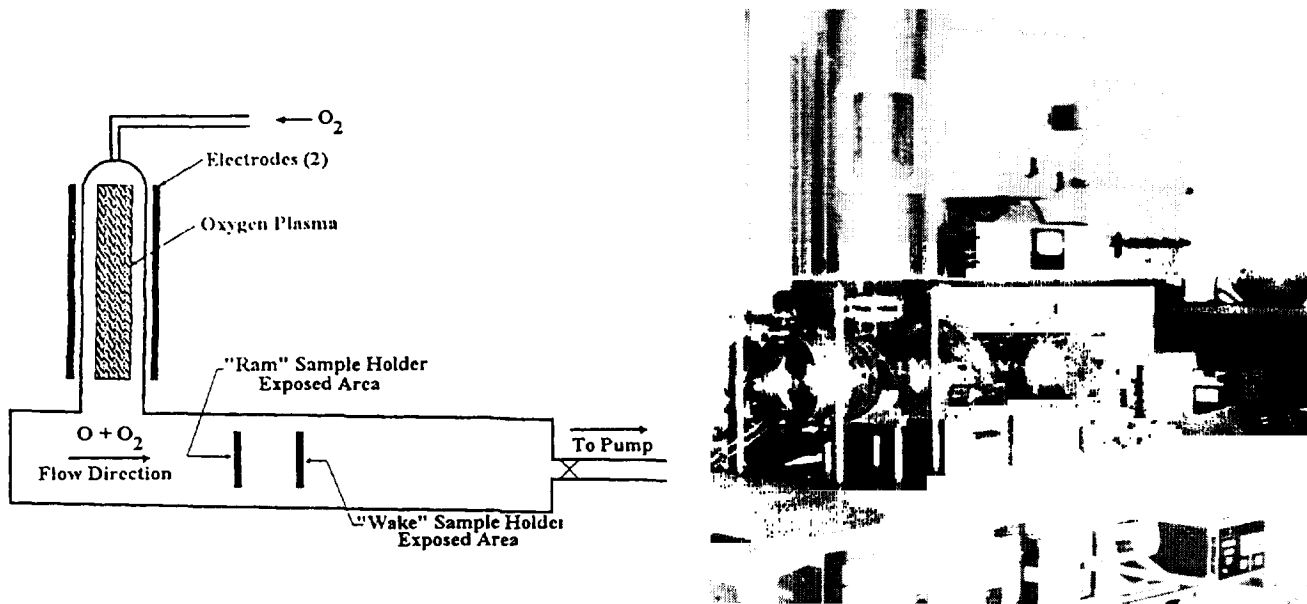 ← O₂
Electrodes (2)
Oxygen Plasma
"Ram" Sample Holder
Exposed Area
O + O₂
Flow Direction
To Pump
"Wake" Sample Holder
Exposed Area